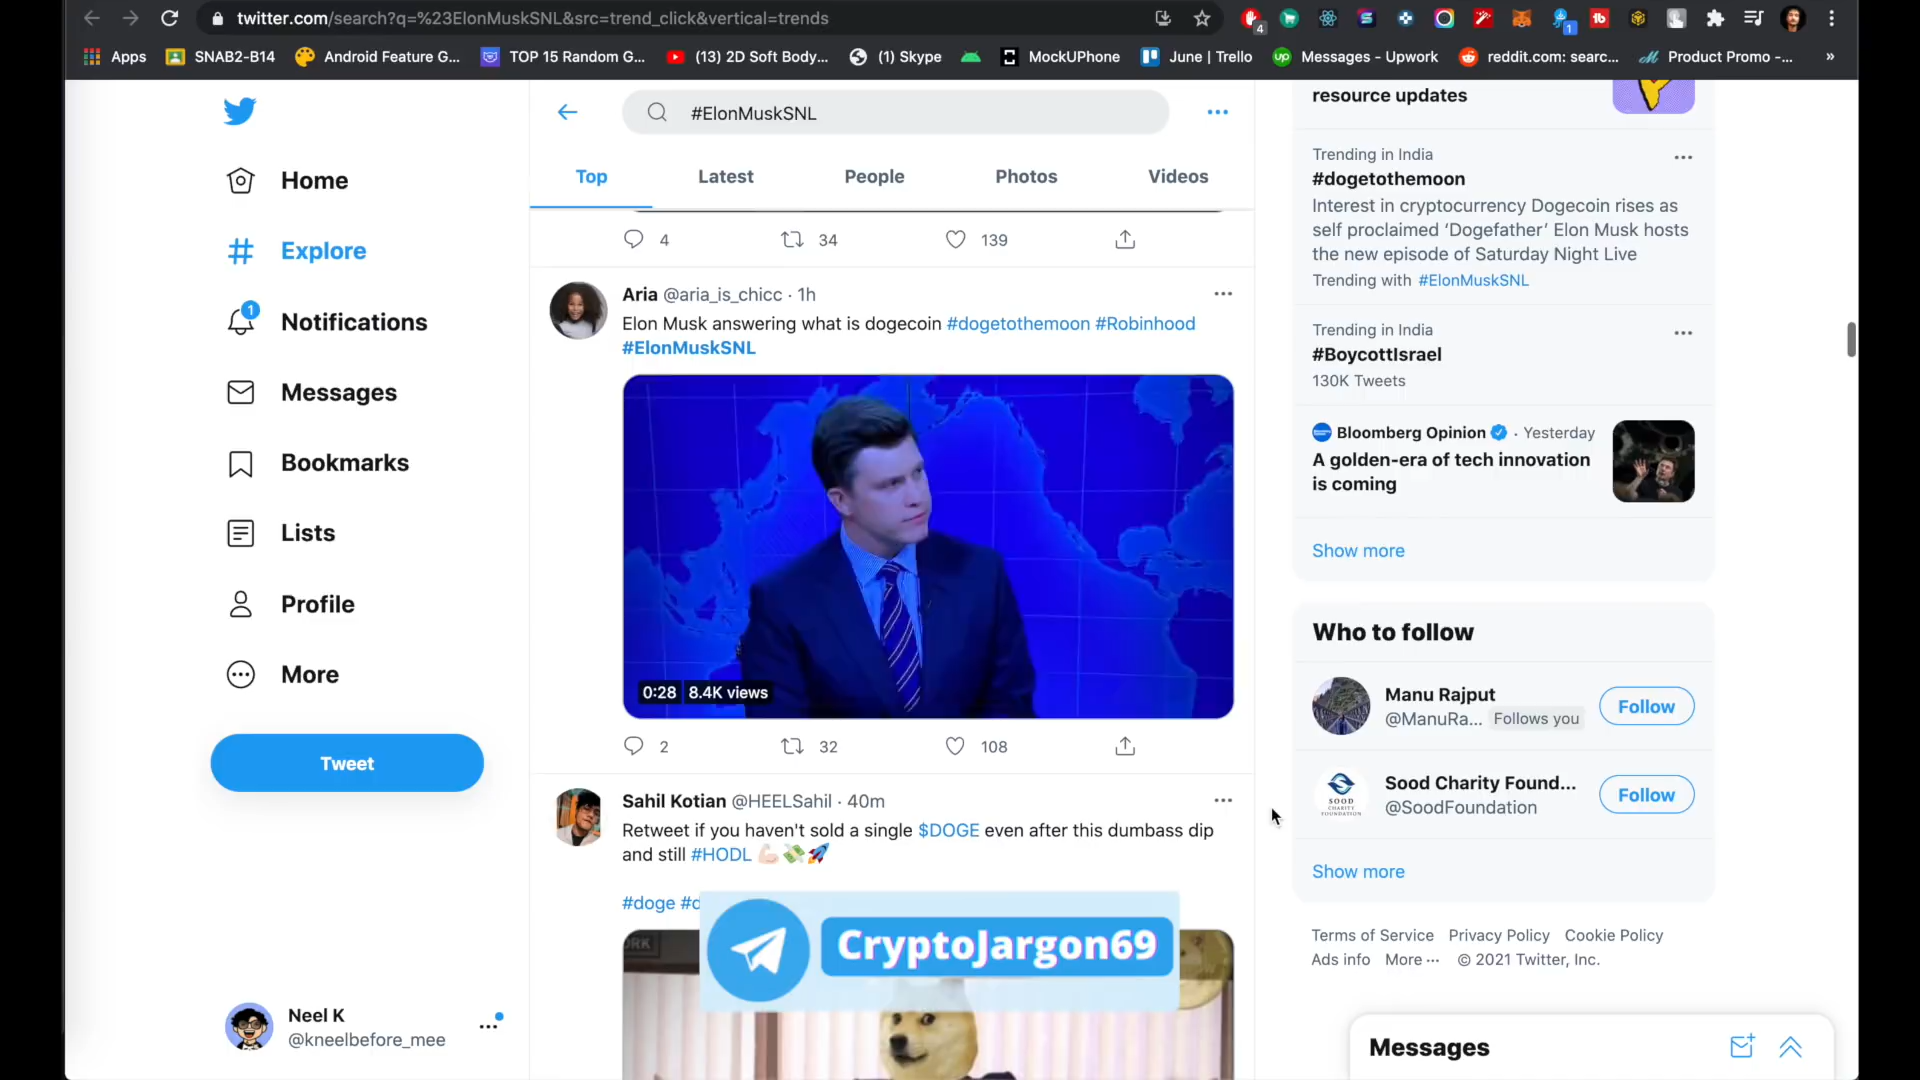 twitter.com/search?q=%23ElonMuskSNL&src=trend_click&vertical=trends
4
1
Apps
SNAB2-B14
Android Feature G...
TOP 15 Random G...
(13) 2D Soft Body...
(1) Skype
MockUPhone
June | Trello
Messages - Upwork
reddit.com: searc...
Product Promo -...
»
Home
Explore
1
Notifications
Messages
Bookmarks
Lists
Profile
More
Tweet
Neel K
@kneelbefore_mee
#ElonMuskSNL
Top
Latest
People
Photos
Videos
4
34
139
Aria @aria_is_chicc · 1h
Elon Musk answering what is dogecoin #dogetothemoon #Robinhood
#ElonMuskSNL
0:28
8.4K views
2
32
108
Sahil Kotian @HEELSahil · 40m
Retweet if you haven't sold a single $DOGE even after this dumbass dip
and still #HODL 💪🏻💸🚀
#doge #d
CryptoJargon69
resource updates
Trending in India
#dogetothemoon
Interest in cryptocurrency Dogecoin rises as
self proclaimed ‘Dogefather’ Elon Musk hosts
the new episode of Saturday Night Live
Trending with #ElonMuskSNL
Trending in India
#BoycottIsrael
130K Tweets
Bloomberg Opinion · Yesterday
A golden-era of tech innovation
is coming
Show more
Who to follow
Manu Rajput
@ManuRa... Follows you
Follow
SOOD
CHARITY
FOUNDATION
Sood Charity Found...
@SoodFoundation
Follow
Show more
Terms of Service Privacy Policy Cookie Policy
Ads info More ··· © 2021 Twitter, Inc.
Messages